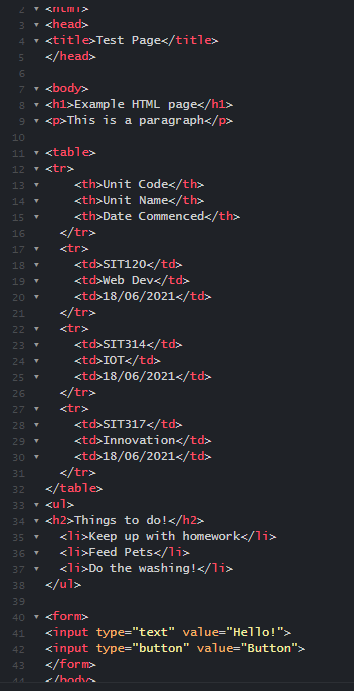 2 <html>
3 <head>
4 <title>Test Page</title>
5 </head>
6
7 <body>
8 <h1>Example HTML page</h1>
9 <p>This is a paragraph</p>
10
11 <table>
12 <tr>
13 <th>Unit Code</th>
14 <th>Unit Name</th>
15 <th>Date Commenced</th>
16 </tr>
17 <tr>
18 <td>SIT120</td>
19 <td>Web Dev</td>
20 <td>18/06/2021</td>
21 </tr>
22 <tr>
23 <td>SIT314</td>
24 <td>IOT</td>
25 <td>18/06/2021</td>
26 </tr>
27 <tr>
28 <td>SIT317</td>
29 <td>Innovation</td>
30 <td>18/06/2021</td>
31 </tr>
32 </table>
33 <ul>
34 <h2>Things to do!</h2>
35 <li>Keep up with homework</li>
36 <li>Feed Pets</li>
37 <li>Do the washing!</li>
38 </ul>
39
40 <form>
41 <input type="text" value="Hello!">
42 <input type="button" value="Button">
43 </form>
44 </body>